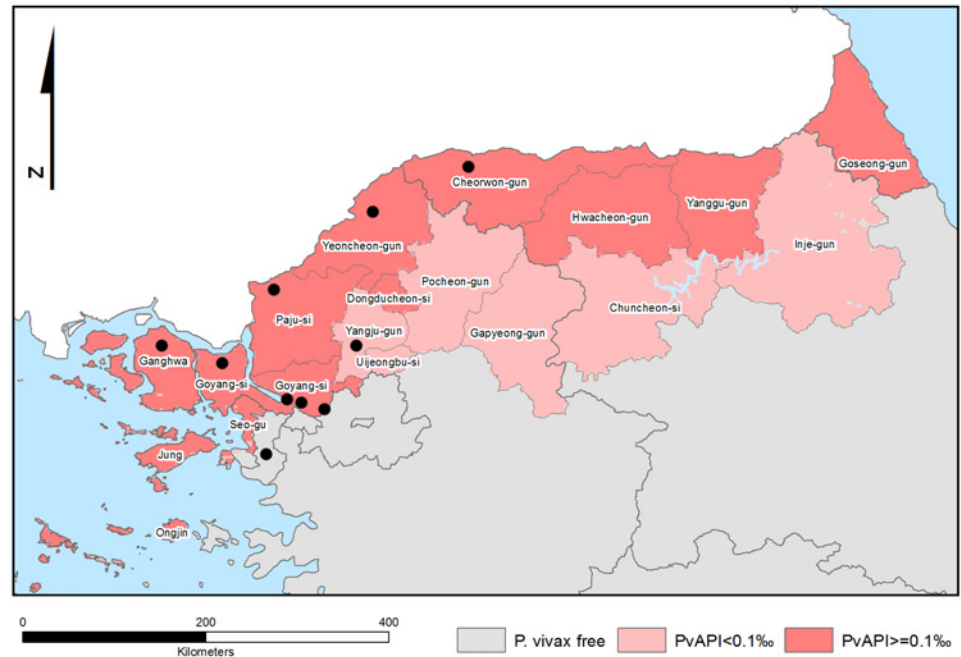 N
Goseong-gun
Cheorwon-gun
Yanggu-gun
Hwacheon-gun
Yeoncheon-gun
Inje-gun
Pocheon-gun
Dongducheon-si
Chuncheon-si
Paju-si
Yangju-gun
Gapyeong-gun
Ganghwa
Uijeongbu-si
Goyang-si
Goyang-si
Seo-gu
Jung
Ongjin
0 200 400
Kilometers
P. vivax free
PvAPI<0.1‰
PvAPI>=0.1‰